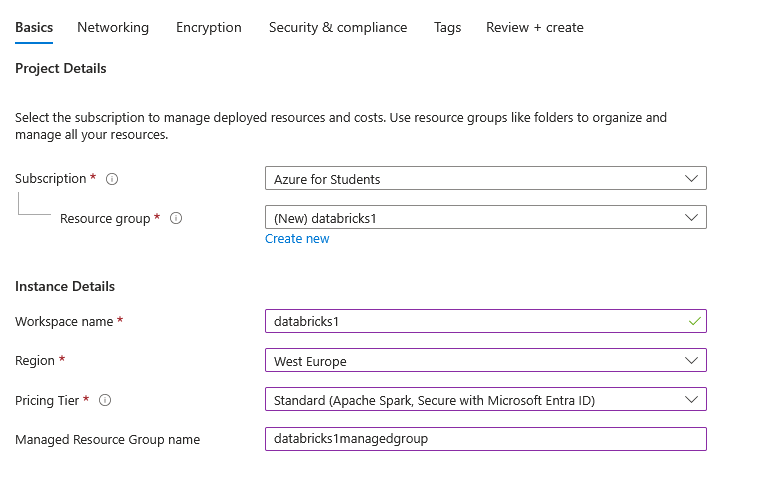 Basics Networking Encryption Security & compliance Tags Review + create
Project Details
Select the subscription to manage deployed resources and costs. Use resource groups like folders to organize and
manage all your resources.
Subscription * Azure for Students
Resource group * (New) databricks1
Create new
Instance Details
Workspace name * databricks1
Region * West Europe
Pricing Tier * Standard (Apache Spark, Secure with Microsoft Entra ID)
Managed Resource Group name databricks1managedgroup